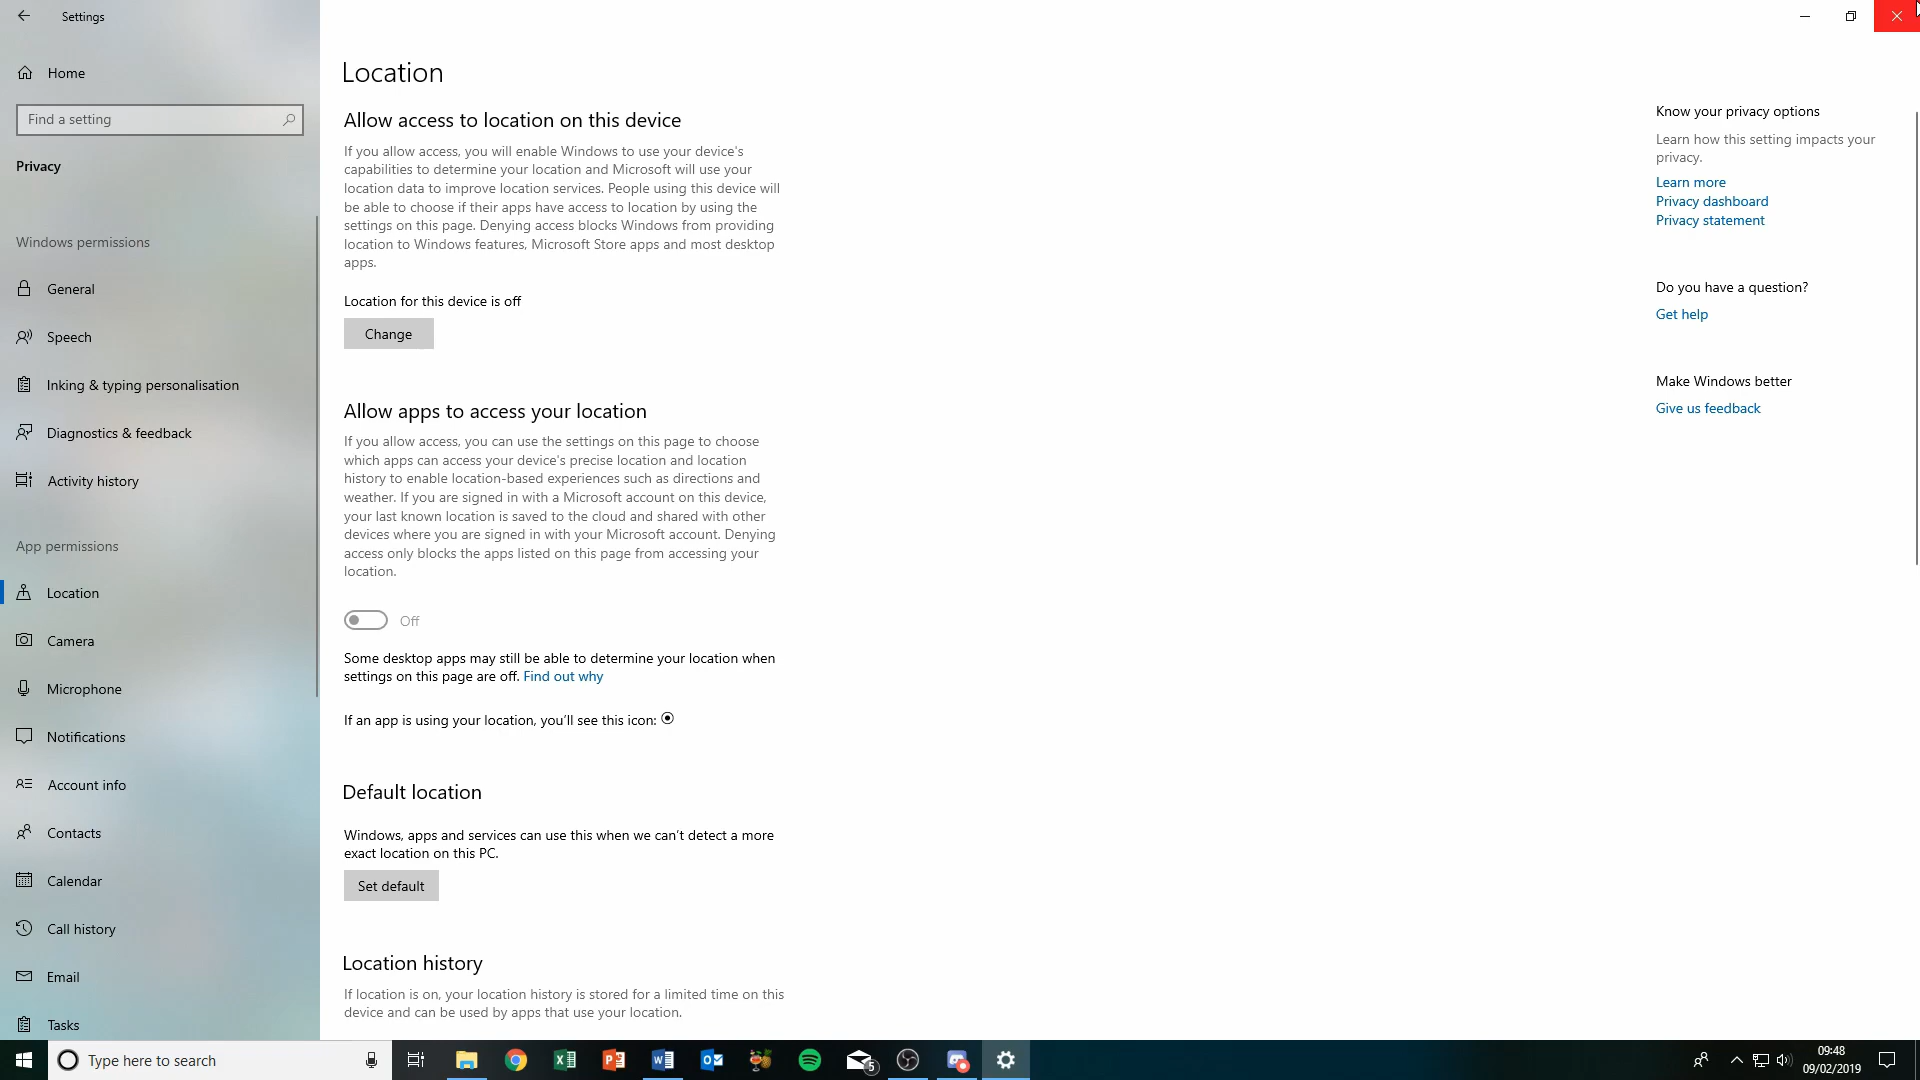 Settings
Home
Find a setting
Privacy
Windows permissions
General
Speech
Inking & typing personalisation
Diagnostics & feedback
Activity history
App permissions
Location
Camera
Microphone
Notifications
Account info
Contacts
Calendar
Call history
Email
Tasks
Location
Allow access to location on this device
If you allow access, you will enable Windows to use your device's
capabilities to determine your location and Microsoft will use your
location data to improve location services. People using this device will
be able to choose if their apps have access to location by using the
settings on this page. Denying access blocks Windows from providing
location to Windows features, Microsoft Store apps and most desktop
apps.
Location for this device is off
Change
Allow apps to access your location
If you allow access, you can use the settings on this page to choose
which apps can access your device's precise location and location
history to enable location-based experiences such as directions and
weather. If you are signed in with a Microsoft account on this device,
your last known location is saved to the cloud and shared with other
devices where you are signed in with your Microsoft account. Denying
access only blocks the apps listed on this page from accessing your
location.
Off
Some desktop apps may still be able to determine your location when
settings on this page are off. Find out why
If an app is using your location, you'll see this icon:
Default location
Windows, apps and services can use this when we can't detect a more
exact location on this PC.
Set default
Location history
If location is on, your location history is stored for a limited time on this
device and can be used by apps that use your location.
Know your privacy options
Learn how this setting impacts your
privacy.
Learn more
Privacy dashboard
Privacy statement
Do you have a question?
Get help
Make Windows better
Give us feedback
Type here to search
5
09:48
09/02/2019